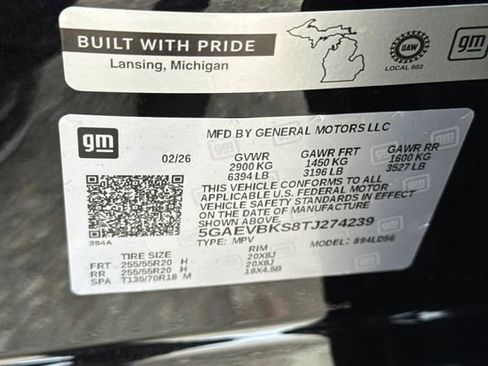 BUILT WITH PRIDE
Lansing, Michigan
UAW
LOCAL 602
gm
gm
MFD BY GENERAL MOTORS LLC
02/26 GVWR GAWR FRT GAWR RR
2900 KG 1450 KG 1600 KG
6394 LB 3196 LB 3527 LB
THIS VEHICLE CONFORMS TO ALL
APPLICABLE U.S. FEDERAL MOTOR
VEHICLE SAFETY STANDARDS IN EFFECT
ON THE DATE OF MANUFACTURE
SHOWN ABOVE
5GAEVBKS8TJ274239
TYPE: MPV MODEL: 894LD56
384A
TIRE SIZE RIM
FRT 255/55R20 H 20X8J
RR 255/55R20 H 20X8J
SPA T135/70R18 M 18X4.5B